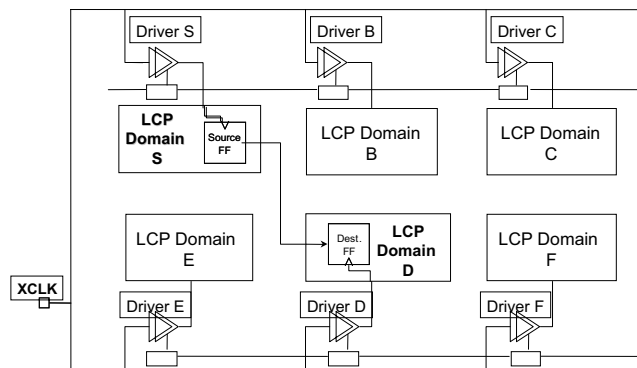 Driver S
Driver B
Driver C
LCP
Domain
S
Source
FF
LCP Domain
B
LCP Domain
C
LCP Domain
E
Dest.
FF
LCP
Domain
D
LCP Domain
F
XCLK
Driver E
Driver D
Driver F